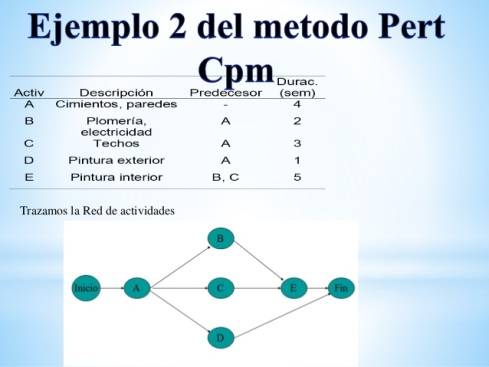 Ejemplo 2 del metodo Pert
Cpm
Activ Descripción Predecesor Durac. (sem)
A Cimientos, paredes - 4
B Plomería, electricidad A 2
C Techos A 3
D Pintura exterior A 1
E Pintura interior B, C 5
Trazamos la Red de actividades
B
Inicio A C E Fin
D